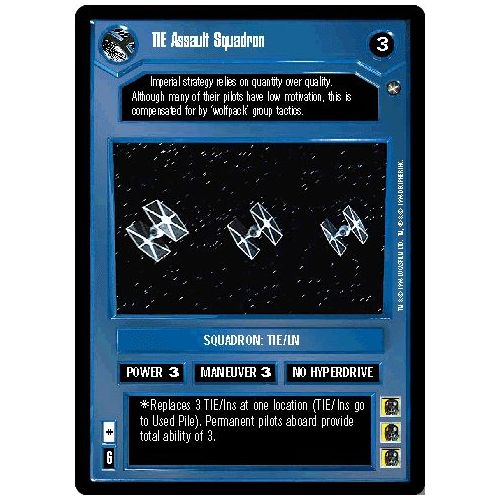 TIE Assault Squadron
3
Imperial strategy relies on quantity over quality.
Although many of their pilots have low motivation, this is
compensated for by 'wolfpack' group tactics.
SQUADRON: TIE/LN
POWER 3
MANEUVER 3
NO HYPERDRIVE
*Replaces 3 TIE/lns at one location (TIE/lns go
to Used Pile). Permanent pilots aboard provide
total ability of 3.
*
6